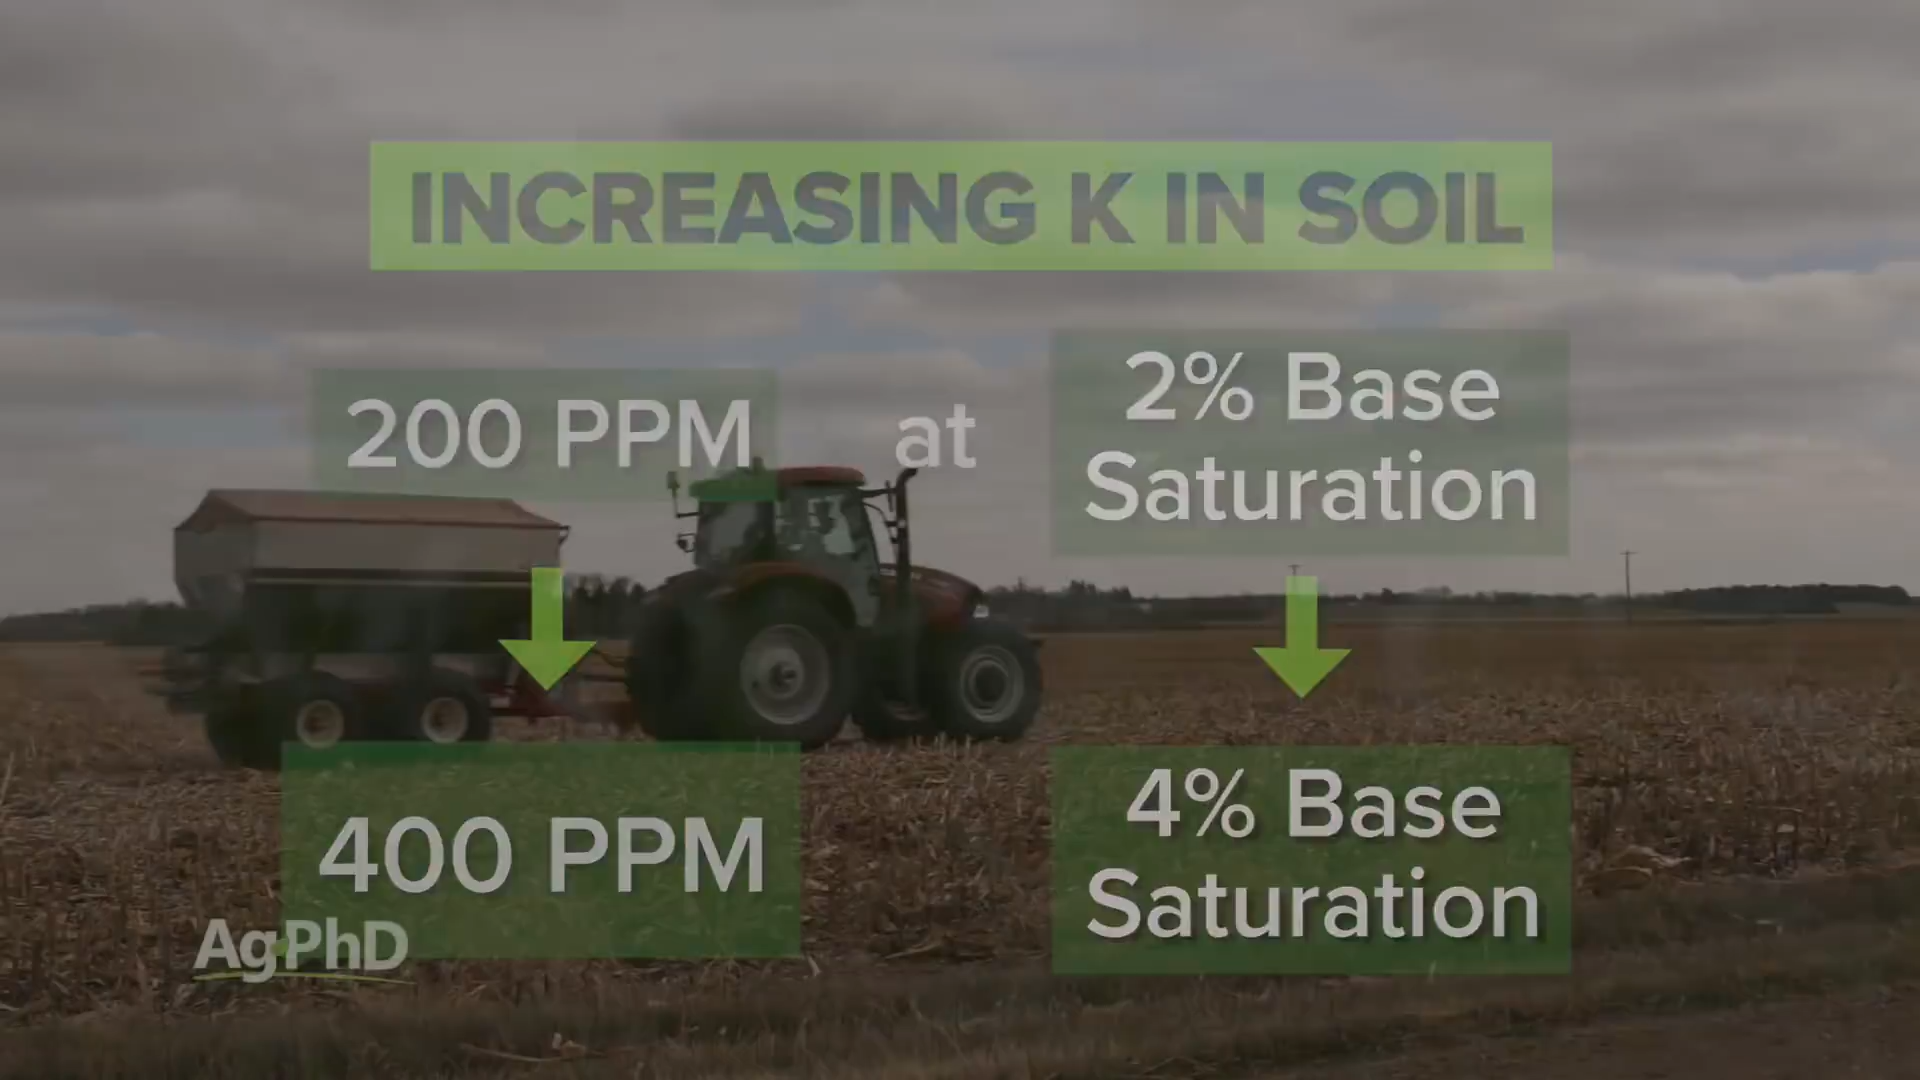 INCREASING K IN SOIL
200 PPM
at
2% Base
Saturation
400 PPM
4% Base
Saturation
AgPhD